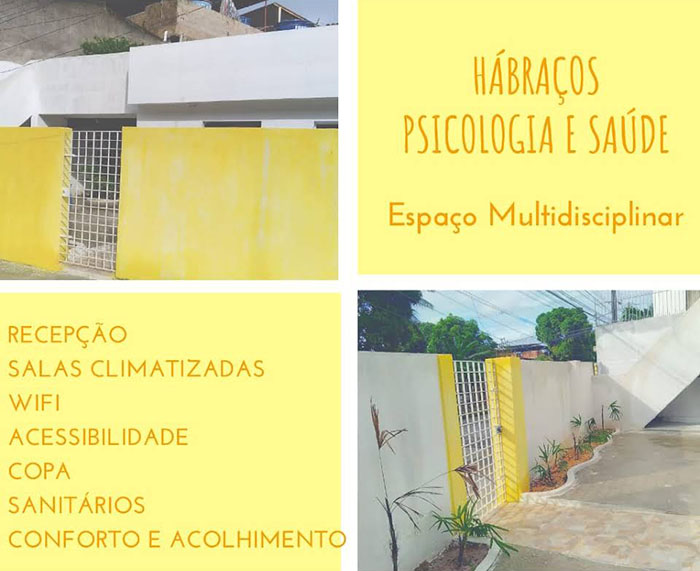 HÁBRAÇOS
PSICOLOGIA E SAÚDE
Espaço Multidisciplinar
RECEPÇÃO
SALAS CLIMATIZADAS
WIFI
ACESSIBILIDADE
COPA
SANITÁRIOS
CONFORTO E ACOLHIMENTO